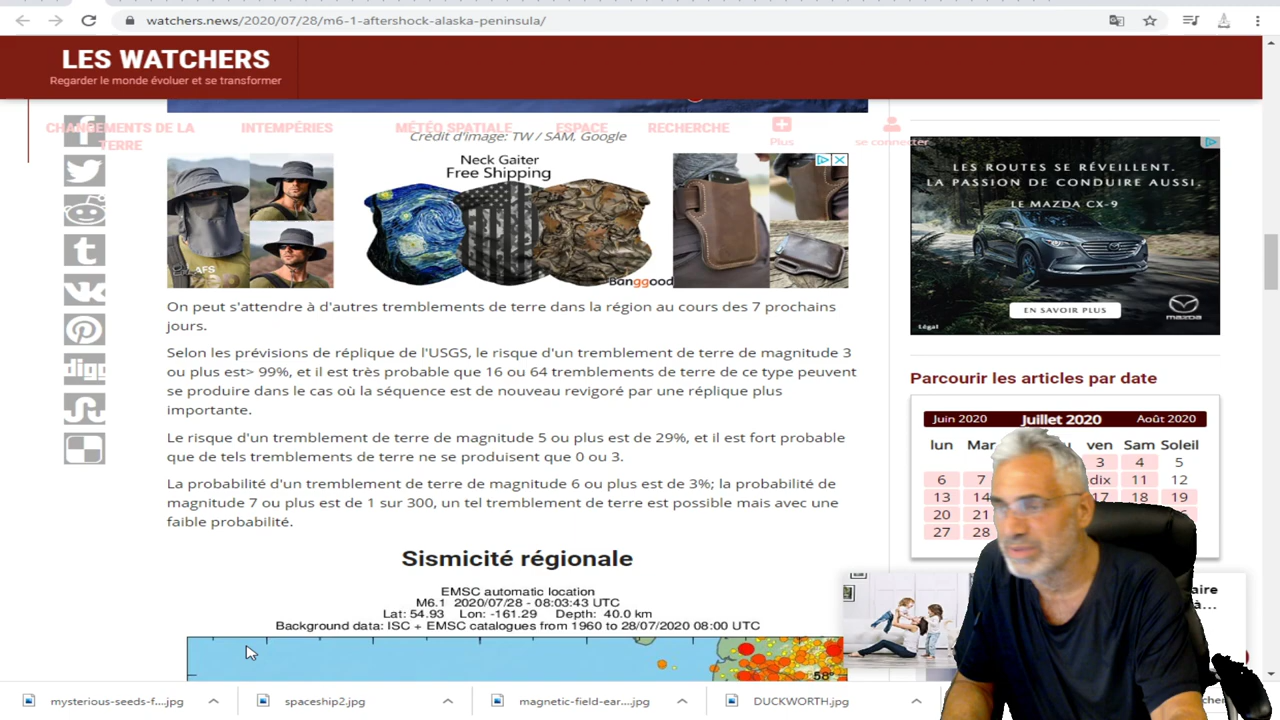 watchers.news/2020/07/28/m6-1-aftershock-alaska-peninsula/
LES WATCHERS
Regarder le monde évoluer et se transformer
CHANGEMENTS DE LA
TERRE
INTEMPÉRIES
MÉTÉO SPATIALE
ESPACE
RECHERCHE
Plus
se connecter
Crédit d'image: TW / SAM, Google
Neck Gaiter
Free Shipping
AFS
Banggood
digg
LES ROUTES SE RÉVEILLENT.
LA PASSION DE CONDUIRE AUSSI.
LE MAZDA CX-9
EN SAVOIR PLUS
Légal
mazda
On peut s'attendre à d'autres tremblements de terre dans la région au cours des 7 prochains
jours.
Selon les prévisions de réplique de l'USGS, le risque d'un tremblement de terre de magnitude 3
ou plus est> 99%, et il est très probable que 16 ou 64 tremblements de terre de ce type peuvent
se produire dans le cas où la séquence est de nouveau revigoré par une réplique plus
importante.
Le risque d'un tremblement de terre de magnitude 5 ou plus est de 29%, et il est fort probable
que de tels tremblements de terre ne se produisent que 0 ou 3.
La probabilité d'un tremblement de terre de magnitude 6 ou plus est de 3%; la probabilité de
magnitude 7 ou plus est de 1 sur 300, un tel tremblement de terre est possible mais avec une
faible probabilité.
Sismicité régionale
EMSC automatic location
M6.1 2020/07/28 - 08:03:43 UTC
Lat: 54.93 Lon: -161.29 Depth: 40.0 km
Background data: ISC + EMSC catalogues from 1960 to 28/07/2020 08:00 UTC
58°
Parcourir les articles par date
Juin 2020 Juillet 2020 Août 2020
lun Mar ven Sam Soleil
3 4 5
6 7 dix 11 12
13 14 17 18 19
20 21
27 28
aire
à...
mysterious-seeds-f....jpg
spaceship2.jpg
magnetic-field-ear....jpg
DUCKWORTH.jpg